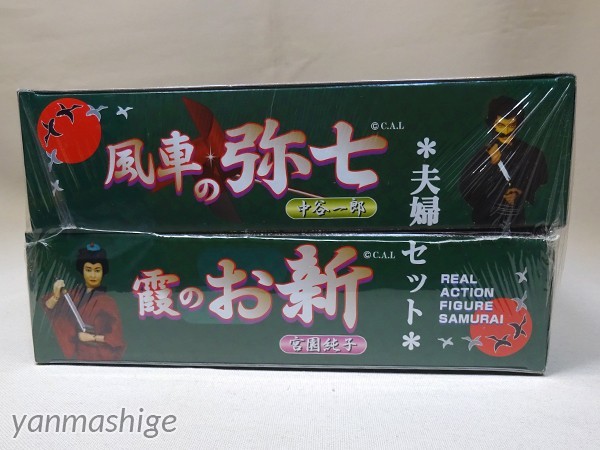 風車の弥七
©C.A.L
中谷一郎
＊夫婦セット＊
霞のお新
©C.A.L
宮園純子
REAL
ACTION
FIGURE
SAMURAI
yanmashige